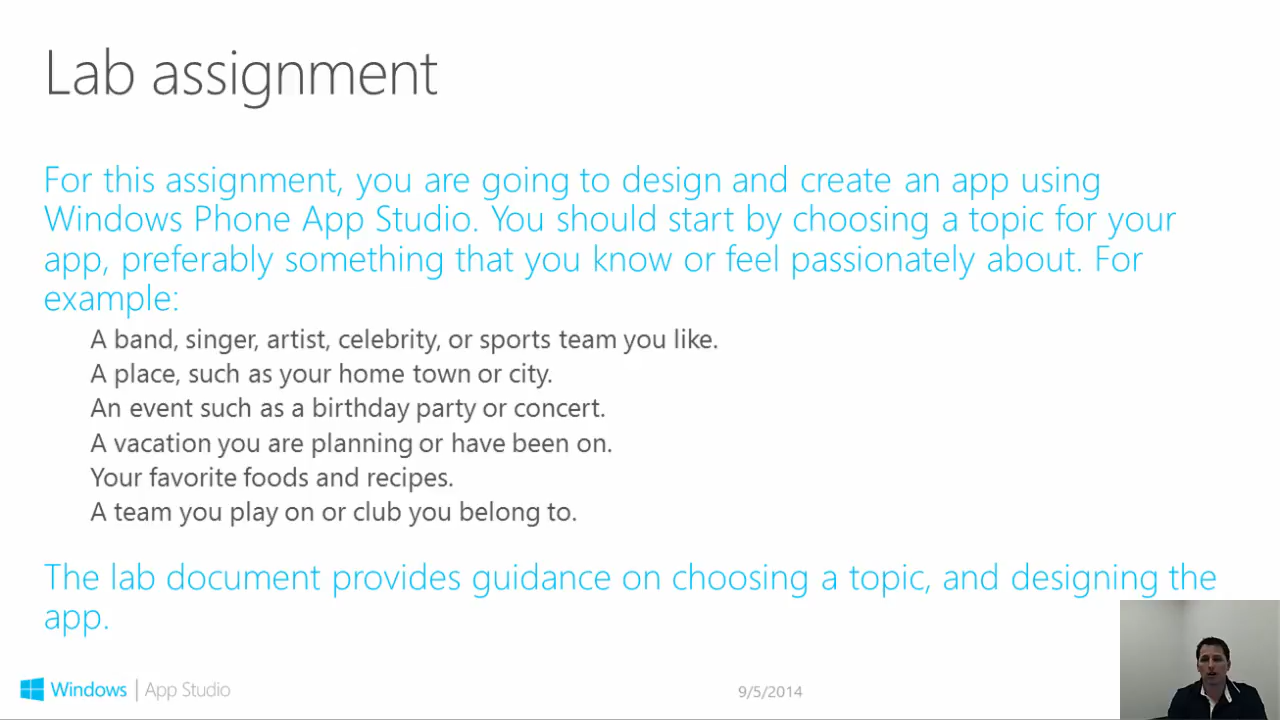 Lab assignment
For this assignment, you are going to design and create an app using
Windows Phone App Studio. You should start by choosing a topic for your
app, preferably something that you know or feel passionately about. For
example:
A band, singer, artist, celebrity, or sports team you like.
A place, such as your home town or city.
An event such as a birthday party or concert.
A vacation you are planning or have been on.
Your favorite foods and recipes.
A team you play on or club you belong to.
The lab document provides guidance on choosing a topic, and designing the
app.
Windows | App Studio
9/5/2014